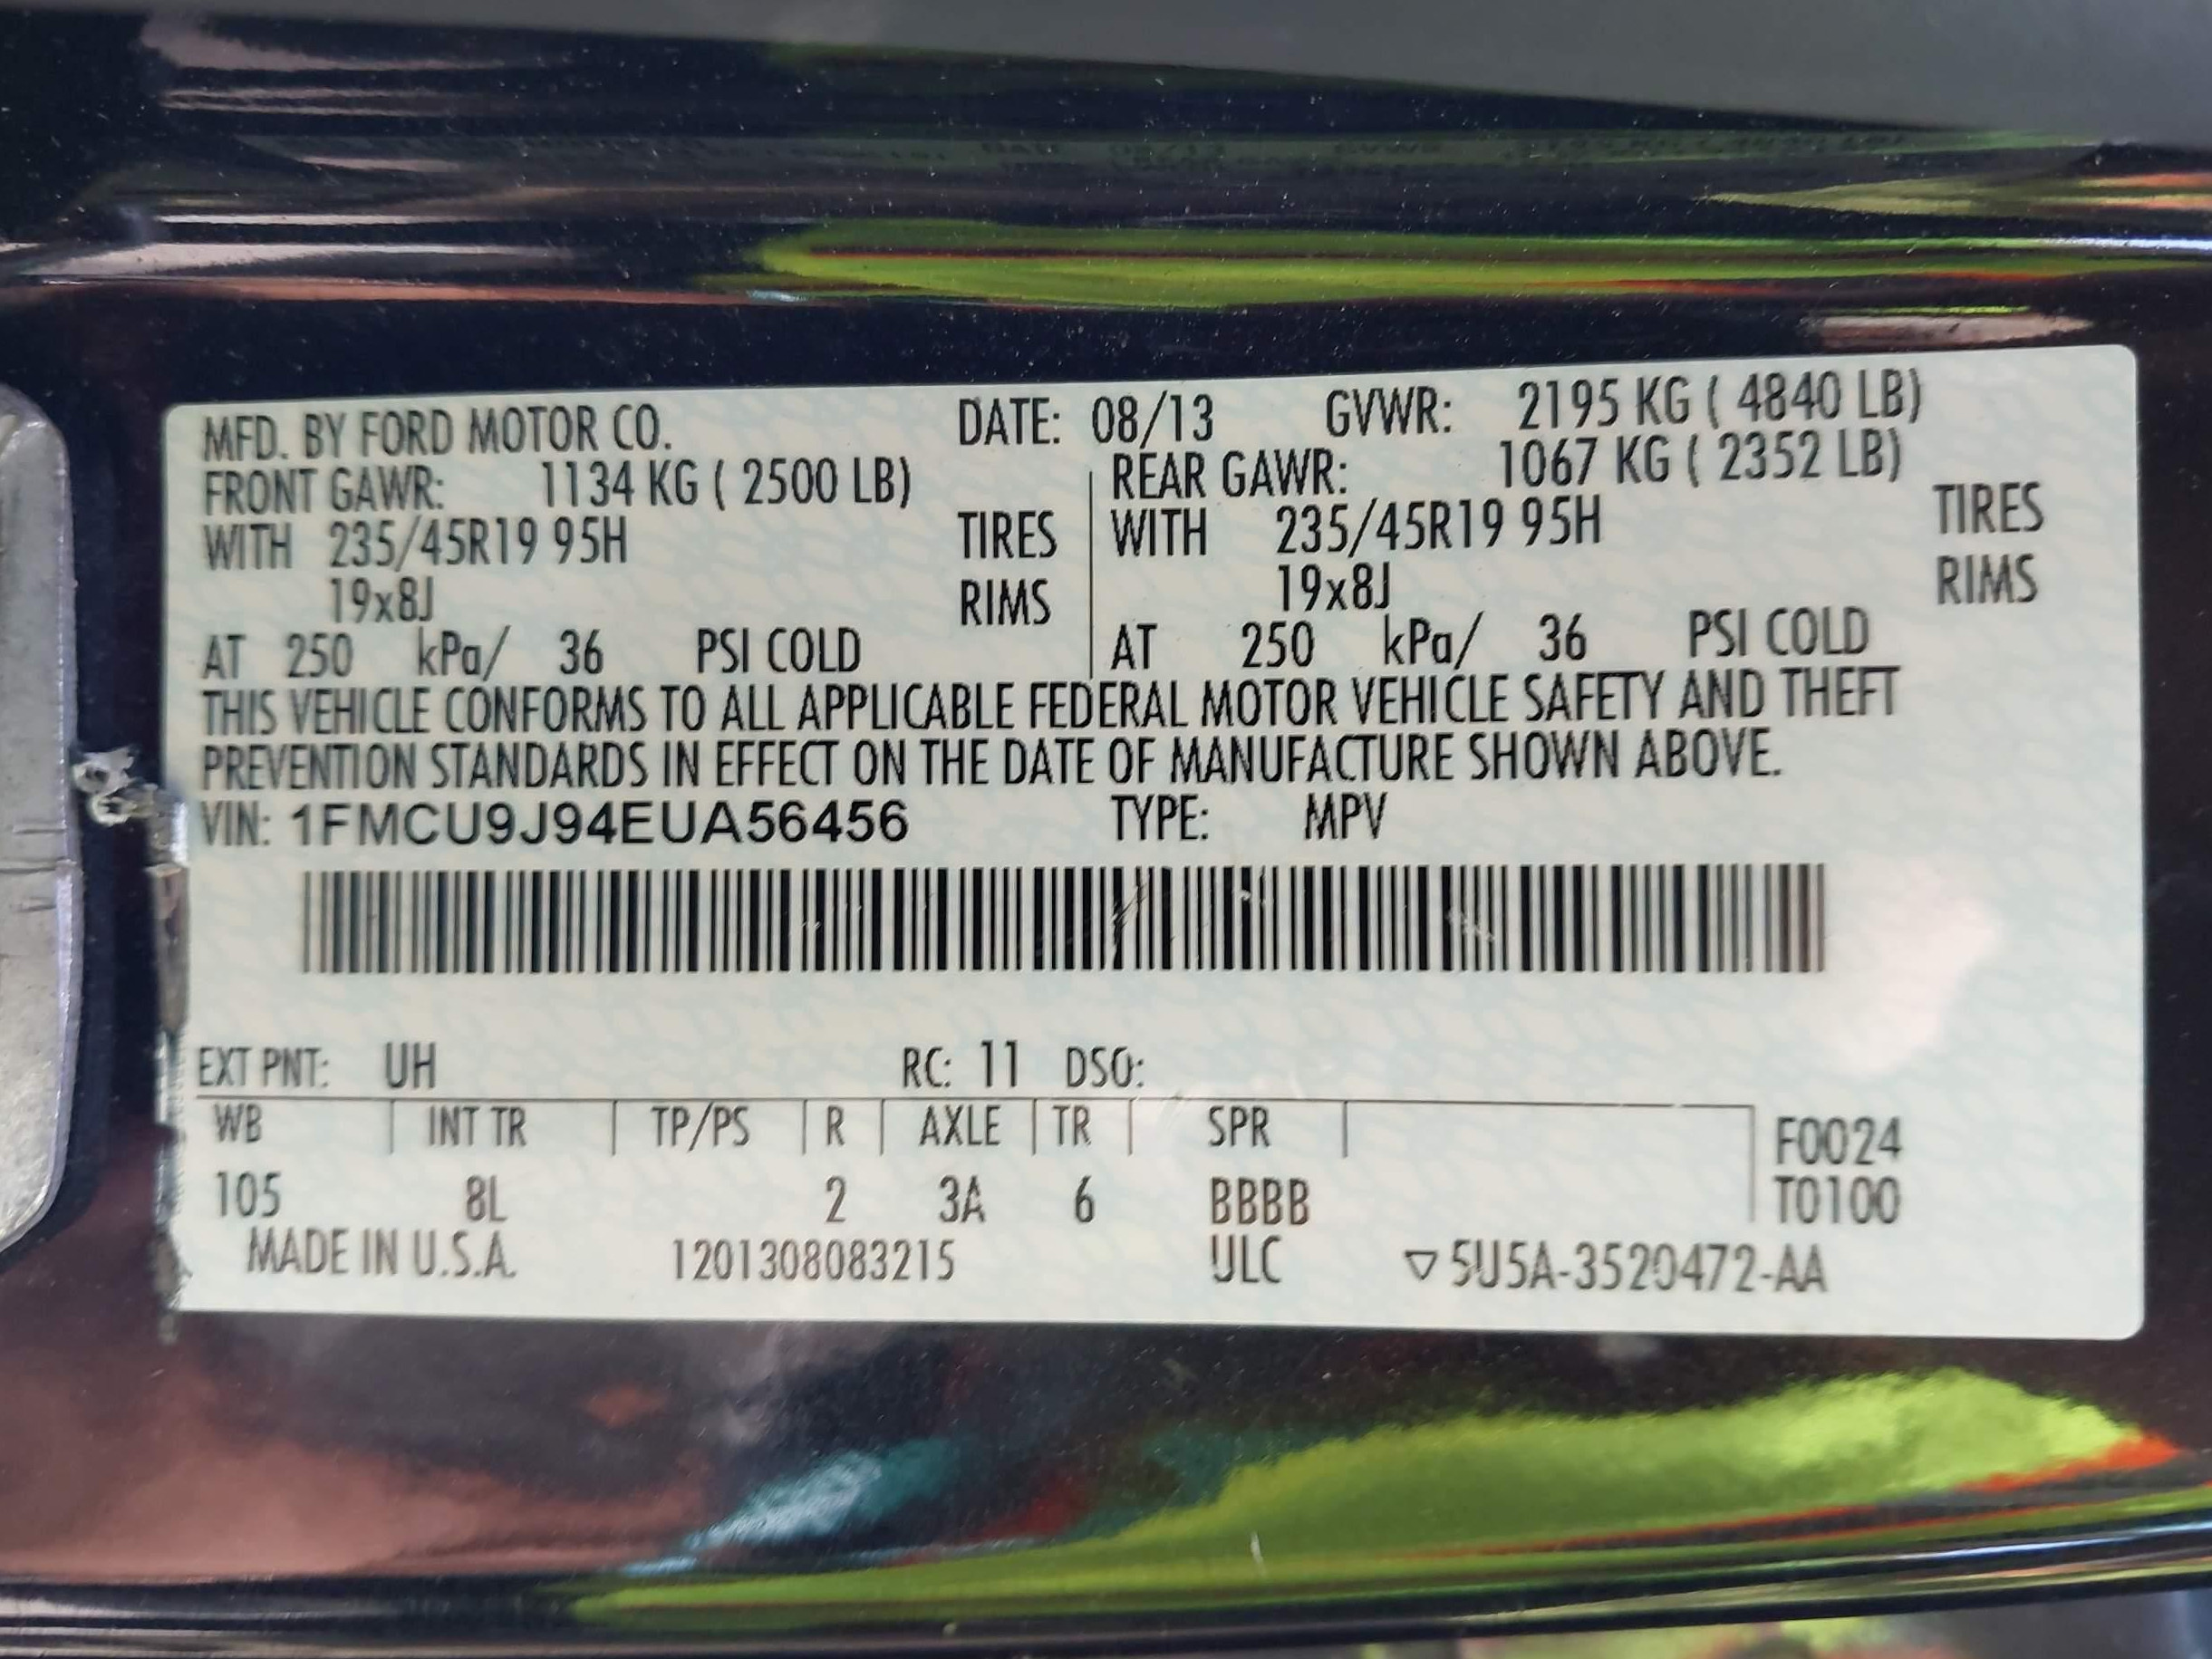 MFD. BY FORD MOTOR CO. DATE: 08/13 GVWR: 2195 KG ( 4840 LB)
FRONT GAWR: 1134 KG ( 2500 LB) REAR GAWR: 1067 KG ( 2352 LB)
WITH 235/45R19 95H TIRES WITH 235/45R19 95H TIRES
19x8J RIMS 19x8J RIMS
AT 250 kPa/ 36 PSI COLD AT 250 kPa/ 36 PSI COLD
THIS VEHICLE CONFORMS TO ALL APPLICABLE FEDERAL MOTOR VEHICLE SAFETY AND THEFT
PREVENTION STANDARDS IN EFFECT ON THE DATE OF MANUFACTURE SHOWN ABOVE.
VIN: 1FMCU9J94EUA56456 TYPE: MPV
EXT PNT: UH RC: 11 DSO:
WB INT TR TP/PS R AXLE TR SPR F0024
105 8L 2 3A 6 BBBB T0100
MADE IN U.S.A. 1201308083215 ULC ▽5U5A-3520472-AA